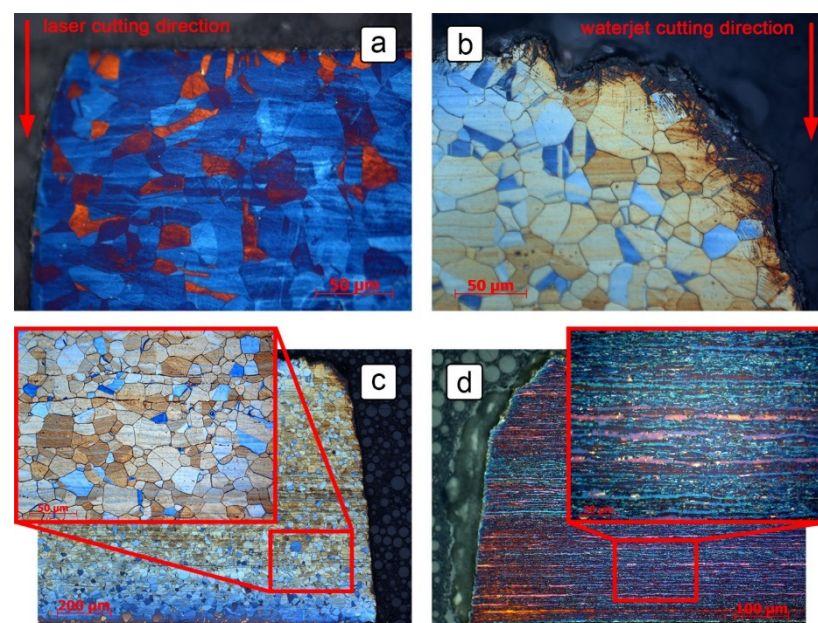 laser cutting direction
a
b
waterjet cutting direction
50 µm
50 µm
c
d
50 µm
200 µm
100 µm